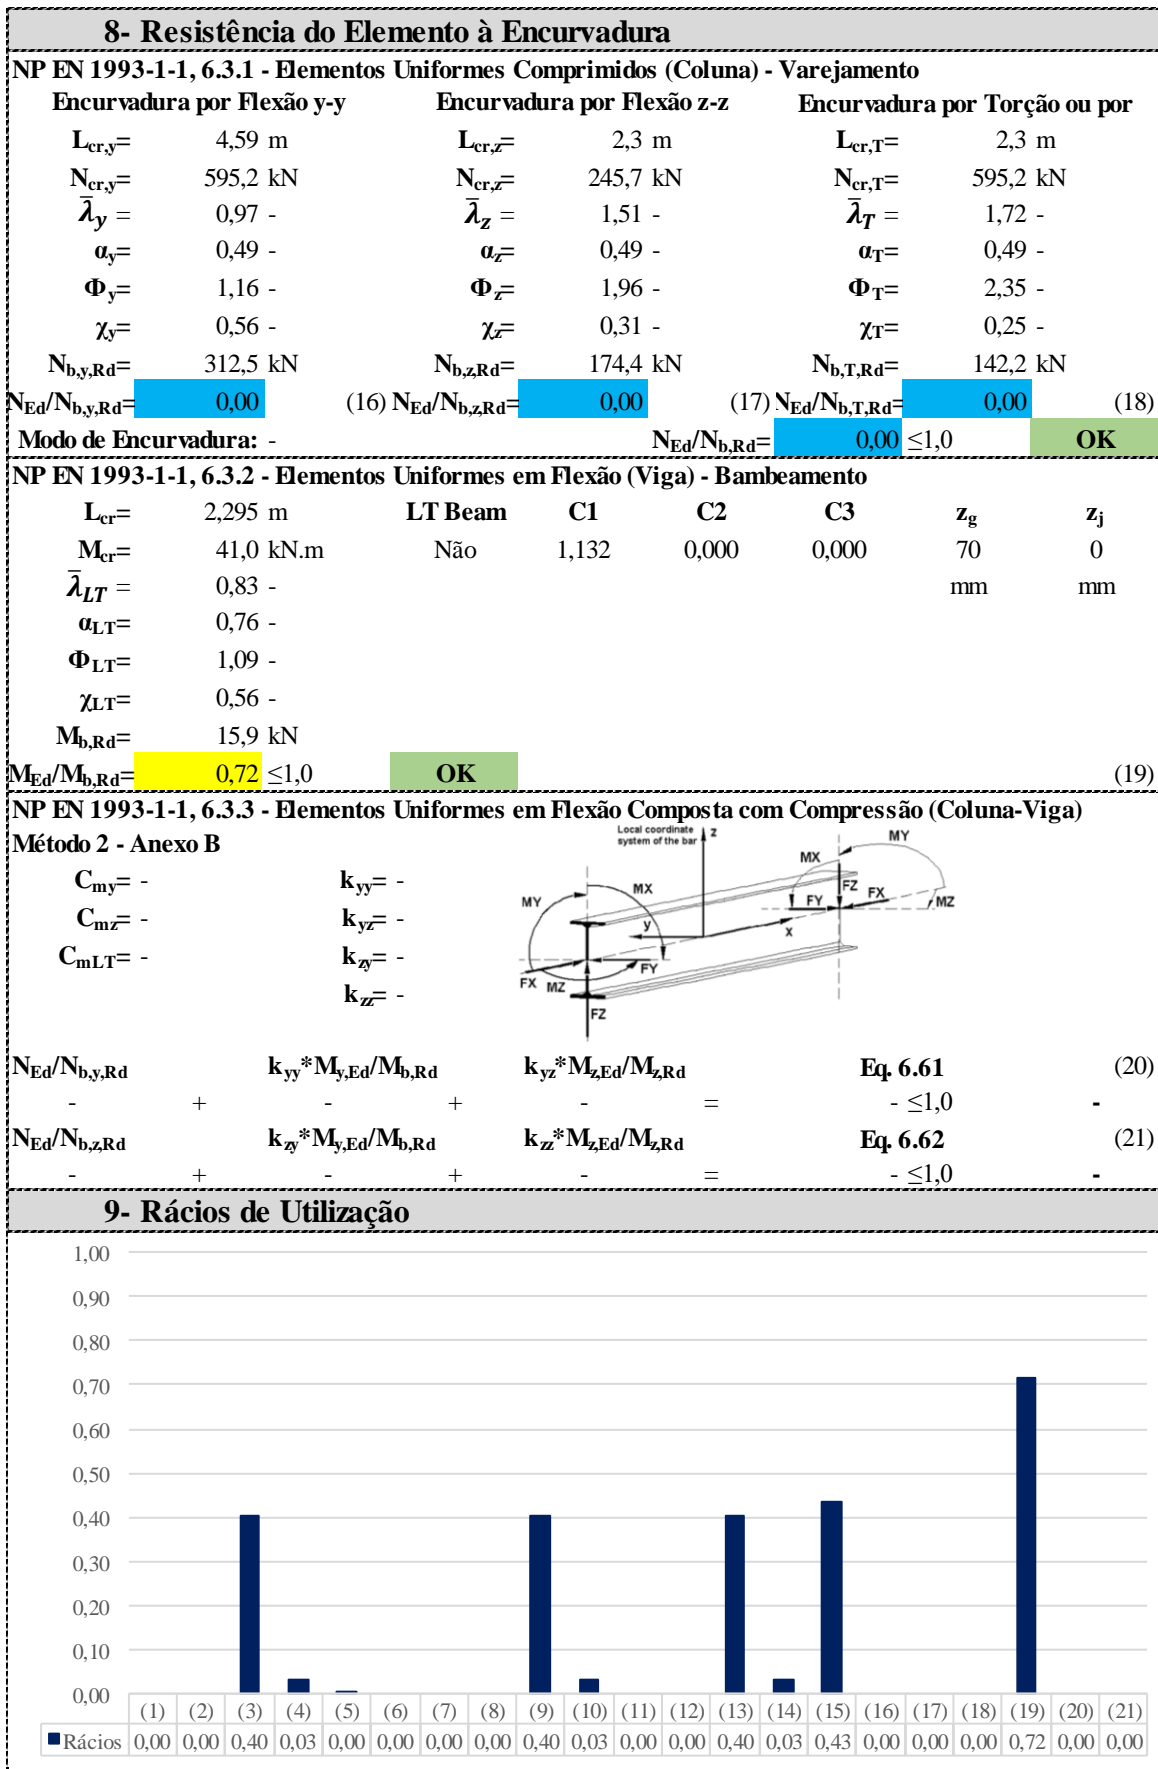 8- Resistência do Elemento à Encurvadura
NP EN 1993-1-1, 6.3.1 - Elementos Uniformes Comprimidos (Coluna) - Varejamento
Encurvadura por Flexão y-y Encurvadura por Flexão z-z Encurvadura por Torção ou por
Lcr,y= 4,59 m Lcr,z= 2,3 m Lcr,T= 2,3 m
Ncr,y= 595,2 kN Ncr,z= 245,7 kN Ncr,T= 595,2 kN
λ̄y = 0,97 - λ̄z = 1,51 - λ̄T = 1,72 -
αy= 0,49 - αz= 0,49 - αT= 0,49 -
Φy= 1,16 - Φz= 1,96 - ΦT= 2,35 -
χy= 0,56 - χz= 0,31 - χT= 0,25 -
Nb,y,Rd= 312,5 kN Nb,z,Rd= 174,4 kN Nb,T,Rd= 142,2 kN
NEd/Nb,y,Rd= 0,00 (16) NEd/Nb,z,Rd= 0,00 (17) NEd/Nb,T,Rd= 0,00 (18)
Modo de Encurvadura: - NEd/Nb,Rd= 0,00 ≤1,0 OK
NP EN 1993-1-1, 6.3.2 - Elementos Uniformes em Flexão (Viga) - Bambeamento
Lcr= 2,295 m LT Beam C1 C2 C3 zg zj
Mcr= 41,0 kN.m Não 1,132 0,000 0,000 70 0
λ̄LT = 0,83 - mm mm
αLT= 0,76 -
ΦLT= 1,09 -
χLT= 0,56 -
Mb,Rd= 15,9 kN
MEd/Mb,Rd= 0,72 ≤1,0 OK (19)
NP EN 1993-1-1, 6.3.3 - Elementos Uniformes em Flexão Composta com Compressão (Coluna-Viga)
Método 2 - Anexo B
Cmy= - kyy= -
Cmz= - kyz= -
CmLT= - kzy= -
kzz= -
Local coordinate
system of the bar
z
MY
MX
FZ
FX
FY
MZ
x
y
MY
MX
FY
FX
MZ
FZ
NEd/Nb,y,Rd kyy*My,Ed/Mb,Rd kyz*Mz,Ed/Mz,Rd Eq. 6.61 (20)
- + - + - = - ≤1,0 -
NEd/Nb,z,Rd kzy*My,Ed/Mb,Rd kzz*Mz,Ed/Mz,Rd Eq. 6.62 (21)
- + - + - = - ≤1,0 -
9- Rácios de Utilização
1,00
0,90
0,80
0,70
0,60
0,50
0,40
0,30
0,20
0,10
0,00
(1) (2) (3) (4) (5) (6) (7) (8) (9) (10) (11) (12) (13) (14) (15) (16) (17) (18) (19) (20) (21)
Rácios 0,00 0,00 0,40 0,03 0,00 0,00 0,00 0,00 0,40 0,03 0,00 0,00 0,40 0,03 0,43 0,00 0,00 0,00 0,72 0,00 0,00